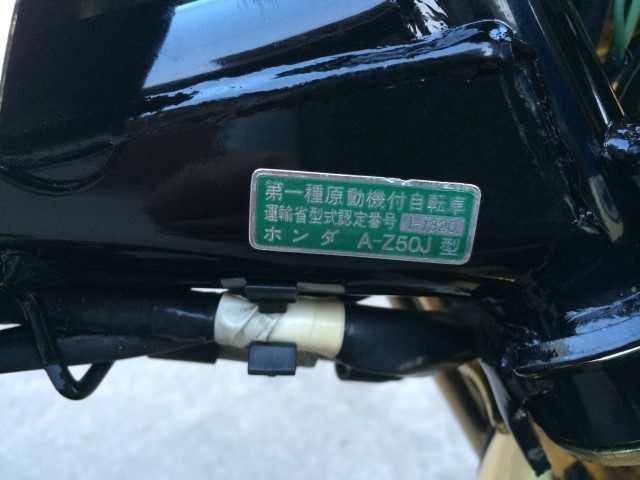 第一種原動機付自転車
運輸省型式認定番号 I-1320
ホンダ A-Z50J 型